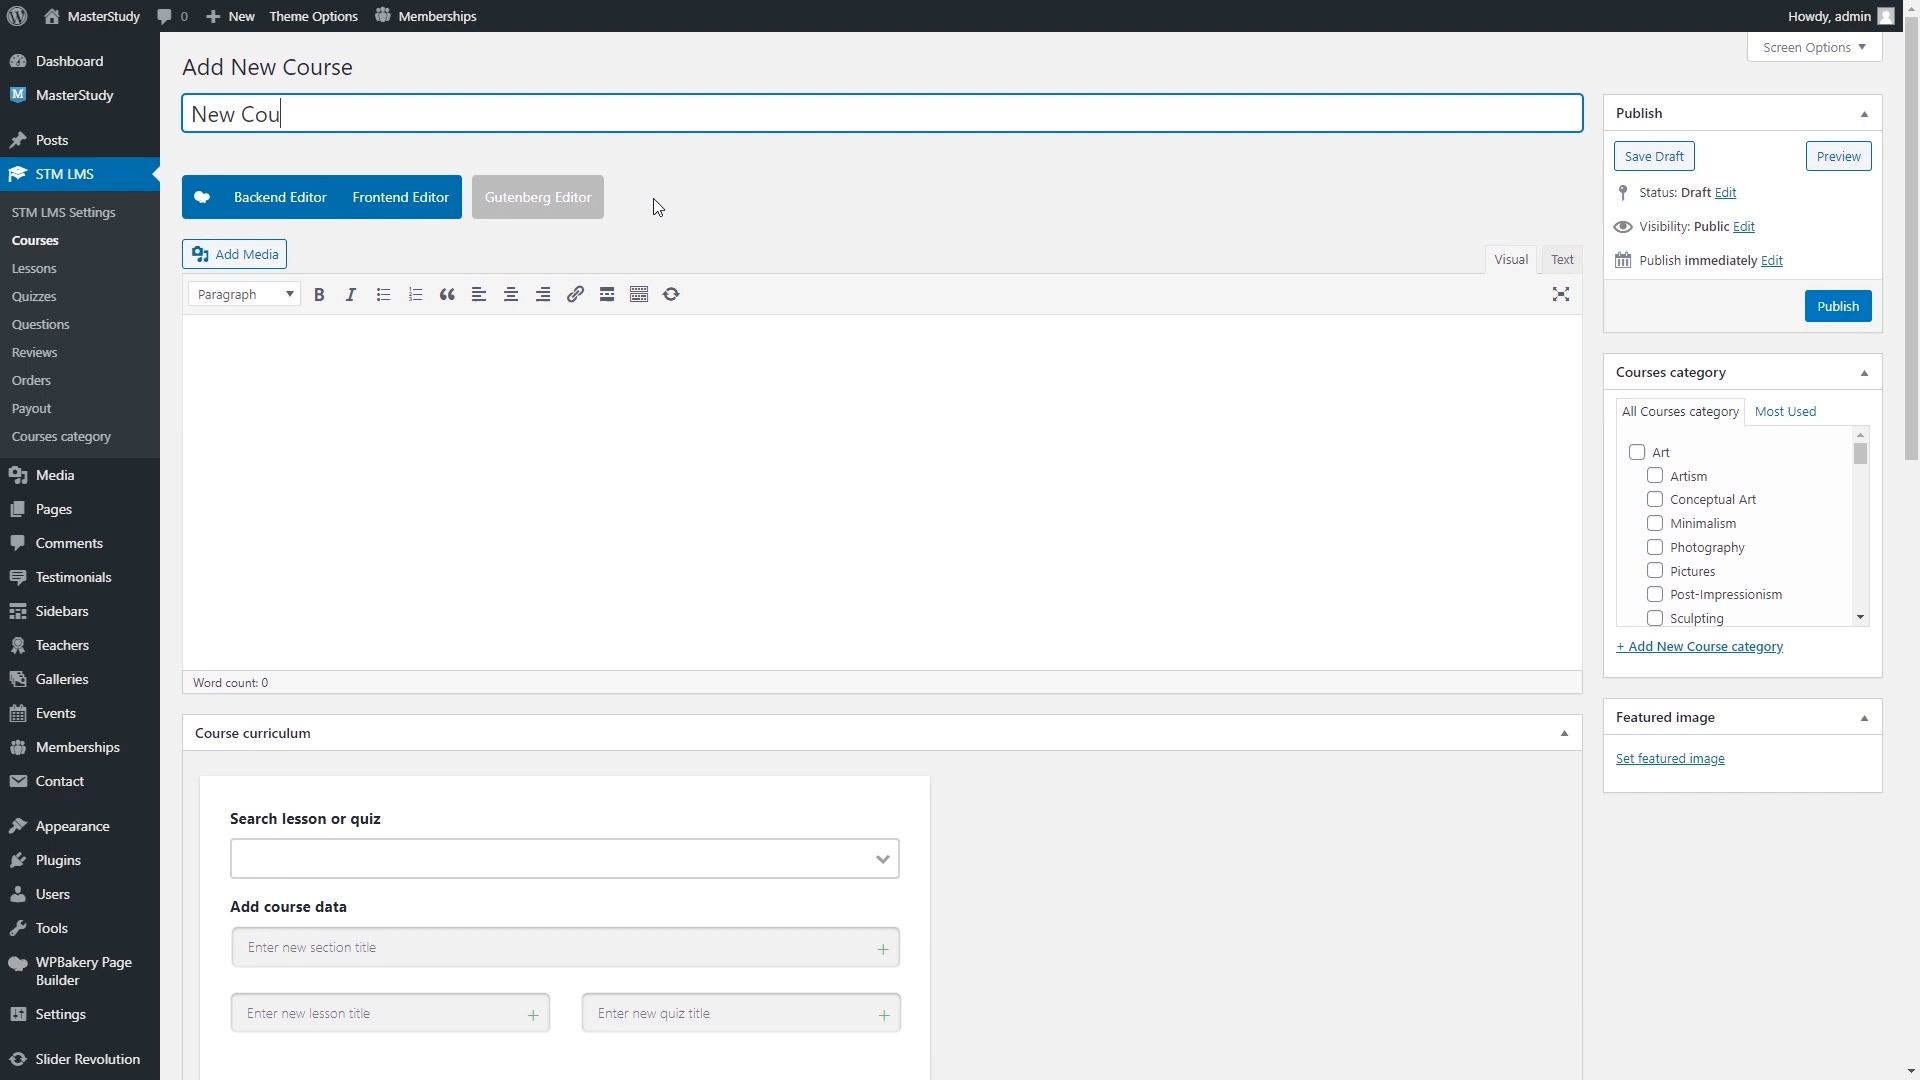 MasterStudy
0
New
Theme Options
Memberships
Howdy, admin
Dashboard
M
MasterStudy
Posts
STM LMS
STM LMS Settings
Courses
Lessons
Quizzes
Questions
Reviews
Orders
Payout
Courses category
Media
Pages
Comments
Testimonials
Sidebars
Teachers
Galleries
Events
Memberships
Contact
Appearance
Plugins
Users
Tools
WPBakery Page
Builder
Settings
Slider Revolution
Screen Options
Add New Course
New Cou
Backend Editor
Frontend Editor
Gutenberg Editor
Add Media
Visual
Text
Paragraph
Word count: 0
Course curriculum
Search lesson or quiz
Add course data
Enter new section title
Enter new lesson title
Enter new quiz title
Publish
Save Draft
Preview
Status: Draft Edit
Visibility: Public Edit
Publish immediately Edit
Publish
Courses category
All Courses category
Most Used
Art
Artism
Conceptual Art
Minimalism
Photography
Pictures
Post-Impressionism
Sculpting
+ Add New Course category
Featured image
Set featured image